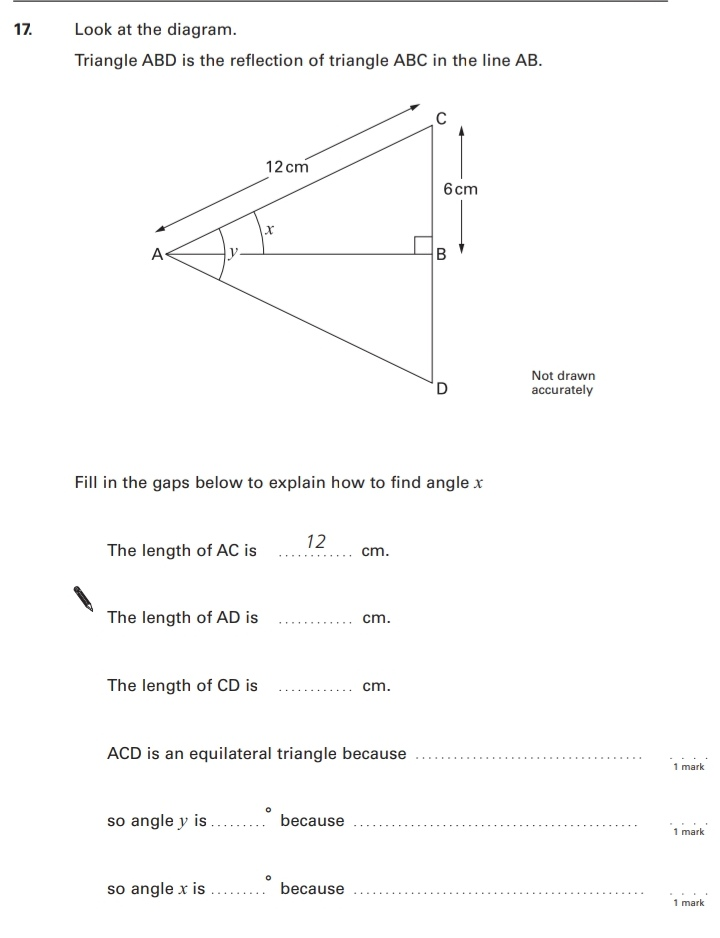 17. Look at the diagram.
Triangle ABD is the reflection of triangle ABC in the line AB.
C
12 cm
6 cm
x
A
y
B
Not drawn
accurately
D
Fill in the gaps below to explain how to find angle x
The length of AC is 12 cm.
The length of AD is ............ cm.
The length of CD is ............ cm.
ACD is an equilateral triangle because ....................................
1 mark
so angle y is .........° because .............................................
1 mark
so angle x is .........° because ..............................................
1 mark